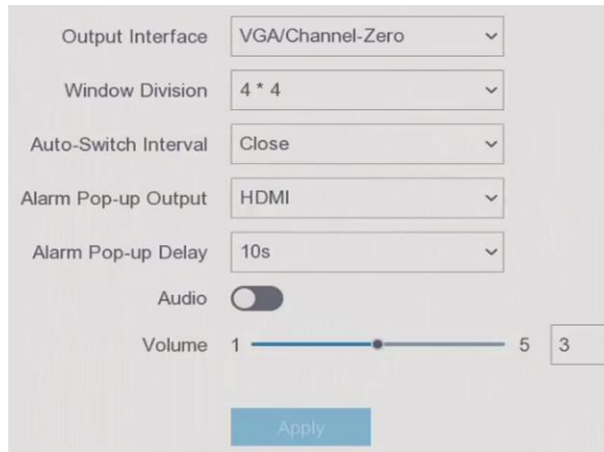 Output Interface VGA/Channel-Zero
Window Division 4 * 4
Auto-Switch Interval Close
Alarm Pop-up Output HDMI
Alarm Pop-up Delay 10s
Audio
Volume 1 5 3
Apply